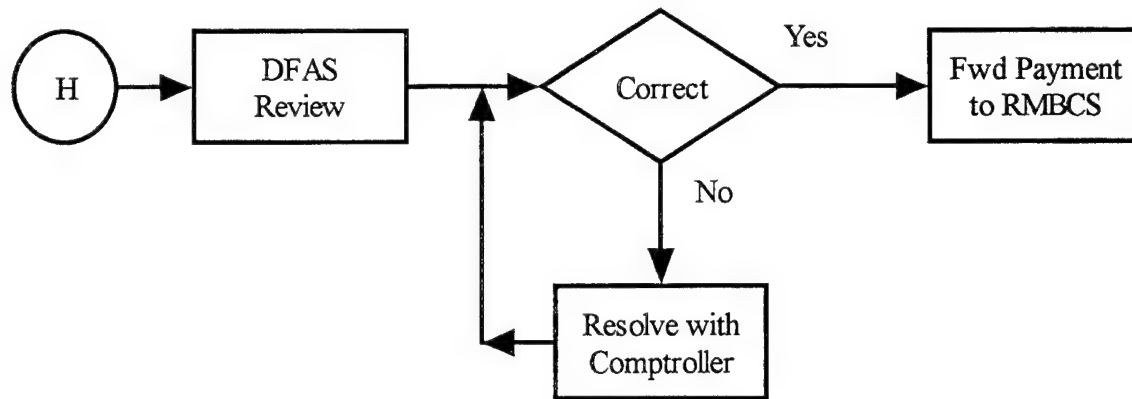 H
DFAS
Review
Correct
Yes
Fwd Payment
to RMBCS
No
Resolve with
Comptroller